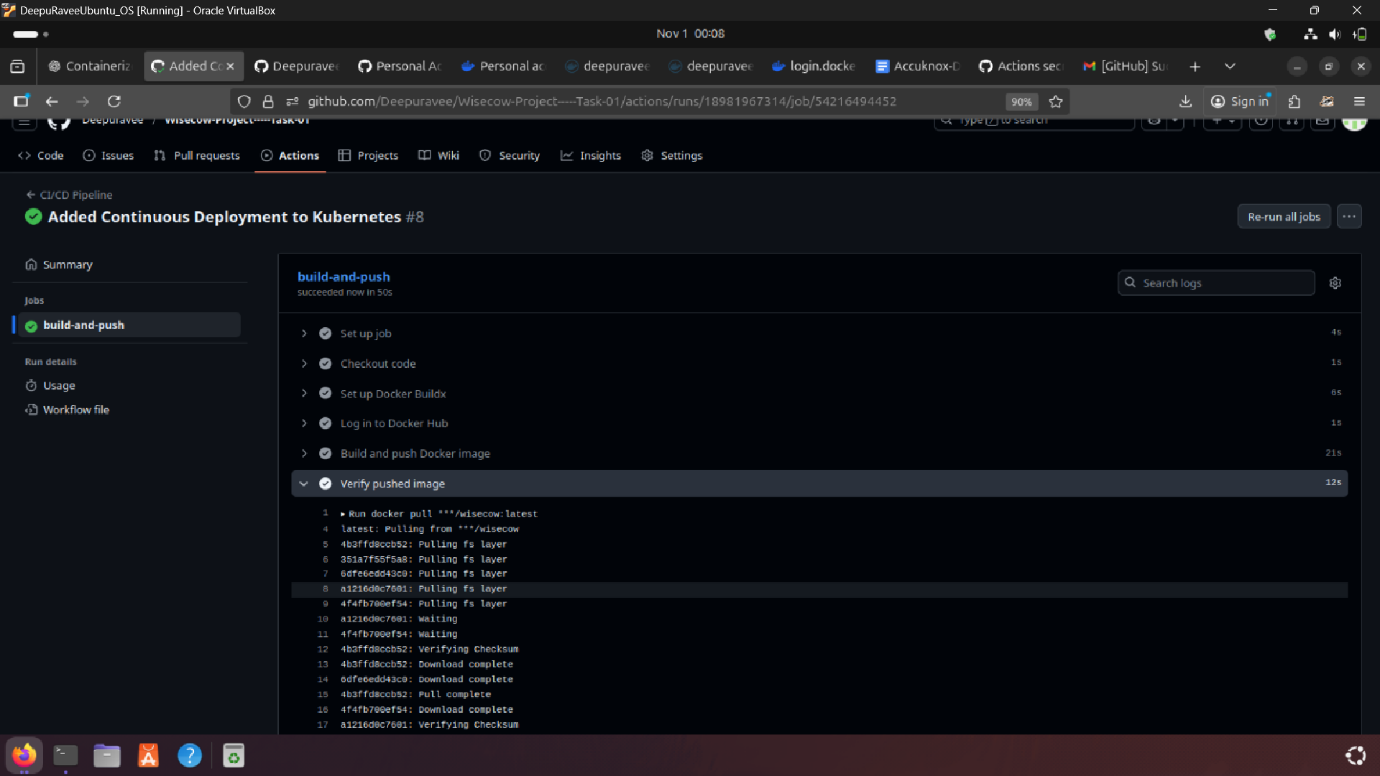 DeepuRaveeUbuntu_OS [Running] - Oracle VirtualBox
Nov 1 00:08
Containeriz
Added Co
Deepuravee
Personal Ac
Personal ac
deepuravee
deepuravee
login.docke
Accuknox-D
Actions sec
[GitHub] Su
github.com/Deepuravee/Wisecow-Project-----Task-01/actions/runs/18981967314/job/54216494452
90%
Sign in
Deepuravee / Wisecow-Project-----Task-01
Type / to search
Code
Issues
Pull requests
Actions
Projects
Wiki
Security
Insights
Settings
CI/CD Pipeline
Added Continuous Deployment to Kubernetes #8
Re-run all jobs
Summary
Jobs
build-and-push
Run details
Usage
Workflow file
build-and-push
succeeded now in 50s
Search logs
Set up job 4s
Checkout code 1s
Set up Docker Buildx 6s
Log in to Docker Hub 1s
Build and push Docker image 21s
Verify pushed image 12s
1 Run docker pull ***/wisecow:latest
4 latest: Pulling from ***/wisecow
5 4b3ffd8ccb52: Pulling fs layer
6 351a7f55f5a8: Pulling fs layer
7 6dfe6edd43c0: Pulling fs layer
8 a1216d0c7601: Pulling fs layer
9 4f4fb700ef54: Pulling fs layer
10 a1216d0c7601: Waiting
11 4f4fb700ef54: Waiting
12 4b3ffd8ccb52: Verifying Checksum
13 4b3ffd8ccb52: Download complete
14 6dfe6edd43c0: Download complete
15 4b3ffd8ccb52: Pull complete
16 4f4fb700ef54: Download complete
17 a1216d0c7601: Verifying Checksum